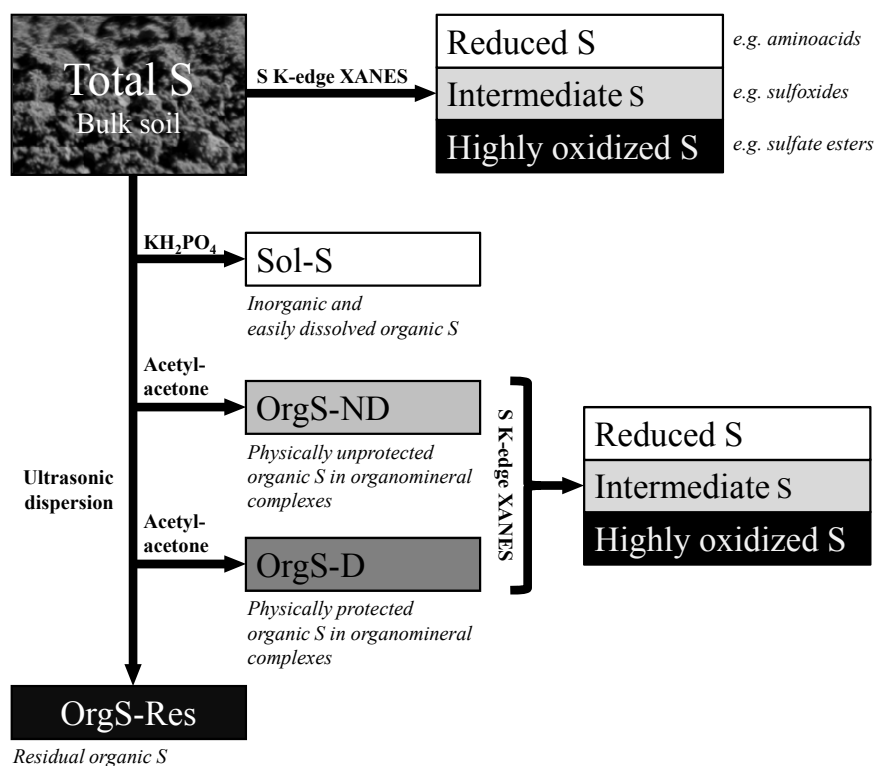 Total S
Bulk soil
S K-edge XANES
Reduced S
e.g. aminoacids
Intermediate S
e.g. sulfoxides
Highly oxidized S
e.g. sulfate esters
KH₂PO₄
Sol-S
Inorganic and
easily dissolved organic S
Acetyl-
acetone
OrgS-ND
Physically unprotected
organic S in organomineral
complexes
S K-edge XANES
Reduced S
Intermediate S
Highly oxidized S
Ultrasonic
dispersion
Acetyl-
acetone
OrgS-D
Physically protected
organic S in organomineral
complexes
OrgS-Res
Residual organic S